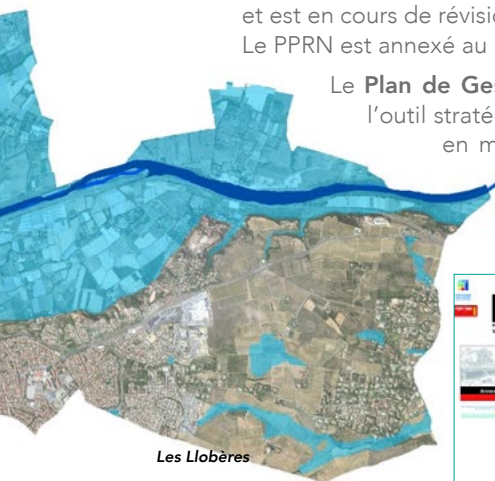 et est en cours de révisio
Le PPRN est annexé au
Le Plan de Ges
l'outil straté
en m
Les Llobères